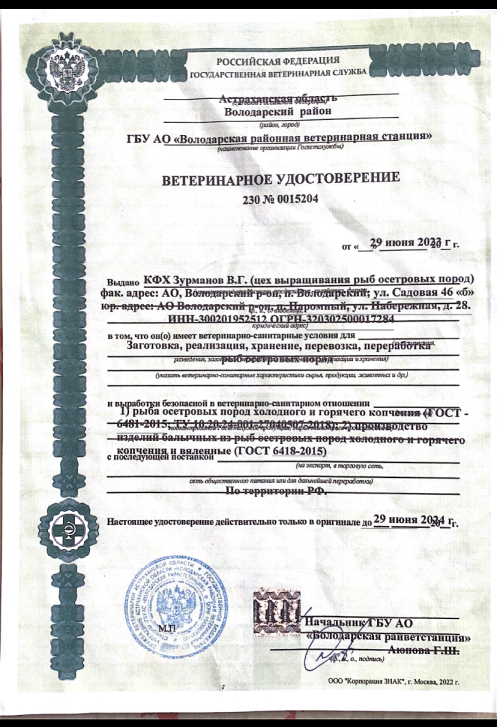 РОССИЙСКАЯ ФЕДЕРАЦИЯ
ГОСУДАРСТВЕННАЯ ВЕТЕРИНАРНАЯ СЛУЖБА
Астраханская область
Володарский район
(район, город)
ГБУ АО «Володарская районная ветеринарная станция»
(наименование организации Госветслужбы)
ВЕТЕРИНАРНОЕ УДОСТОВЕРЕНИЕ
230 № 0015204
от « 29 июня 2023 г г.
Выдано КФХ Зурманов В.Г. (цех выращивания рыб осетровых пород)
фак. адрес: АО, Володарский р-он, п. Володарский, ул. Садовая 46 «б»
юр. адрес: АО Володарский р-он, п. Паромный, ул. Набережная, д. 28.
ИНН-300201952512 ОГРН-320302500017284
юридический адрес)
в том, что он(о) имеет ветеринарно-санитарные условия для
Заготовка, реализация, хранение, перевозка, переработка
рыб осетровых пород
(указать ветеринарно-санитарные характеристики сырья, продукции, животных и др.)
и выработки безопасной в ветеринарно-санитарном отношении
1) рыба осетровых пород холодного и горячего копчения (ГОСТ -
6481-2015, ТУ 10.20.24-001-27040507-2018); 2) производство
изделий балычных из рыб осетровых пород холодного и горячего
копчения и вяленные (ГОСТ 6418-2015)
с последующей поставкой
(на экспорт, в торговую сеть,
сеть общественного питания или для дальнейшей переработки)
По территории РФ.
Настоящее удостоверение действительно только в оригинале до 29 июня 2024 г г.
М.П.
Начальник ГБУ АО
«Володарская райветстанция»
Аюпова Г.Ш.
(ф., и., о., подпись)
ООО "Корпорация ЗНАК", г. Москва, 2022 г.